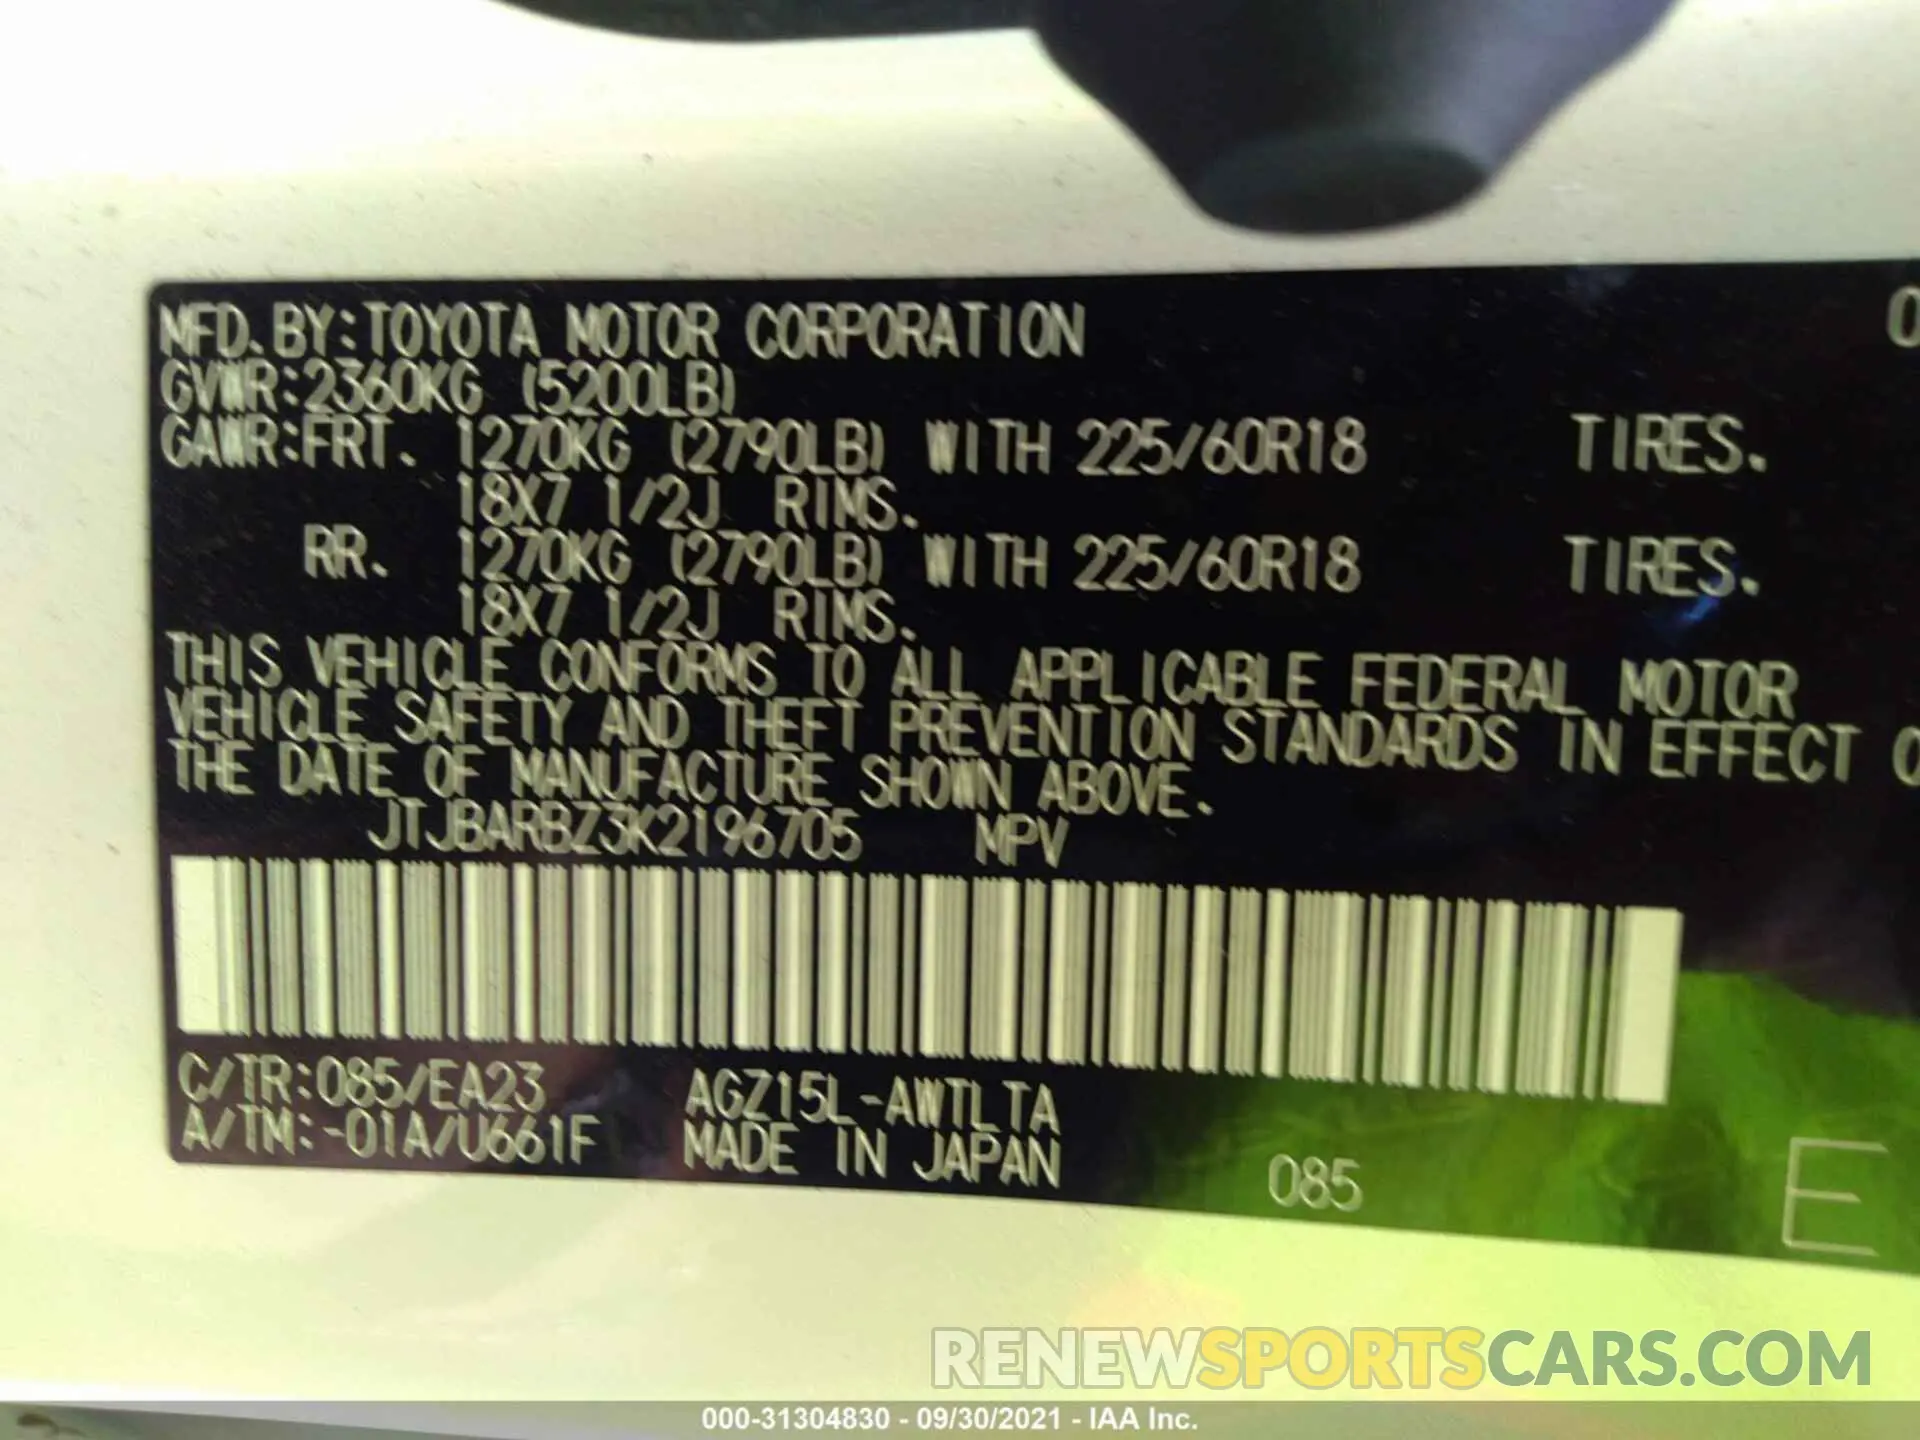 MFD. BY: TOYOTA MOTOR CORPORATION 0
GVWR: 2360KG (5200LB)
GAWR: FRT. 1270KG (2790LB) WITH 225/60R18 TIRES.
18X7 1/2J RIMS.
RR. 1270KG (2790LB) WITH 225/60R18 TIRES.
18X7 1/2J RIMS.
THIS VEHICLE CONFORMS TO ALL APPLICABLE FEDERAL MOTOR
VEHICLE SAFETY AND THEFT PREVENTION STANDARDS IN EFFECT O
THE DATE OF MANUFACTURE SHOWN ABOVE.
JTJBARBZ3K2196705 MPV
C/TR: 085/EA23 AGZ15L-AWTLTA
A/TM: -01A/U661F MADE IN JAPAN
085
E
RENEWSPORTSCARS.COM
000-31304830 - 09/30/2021 - IAA Inc.